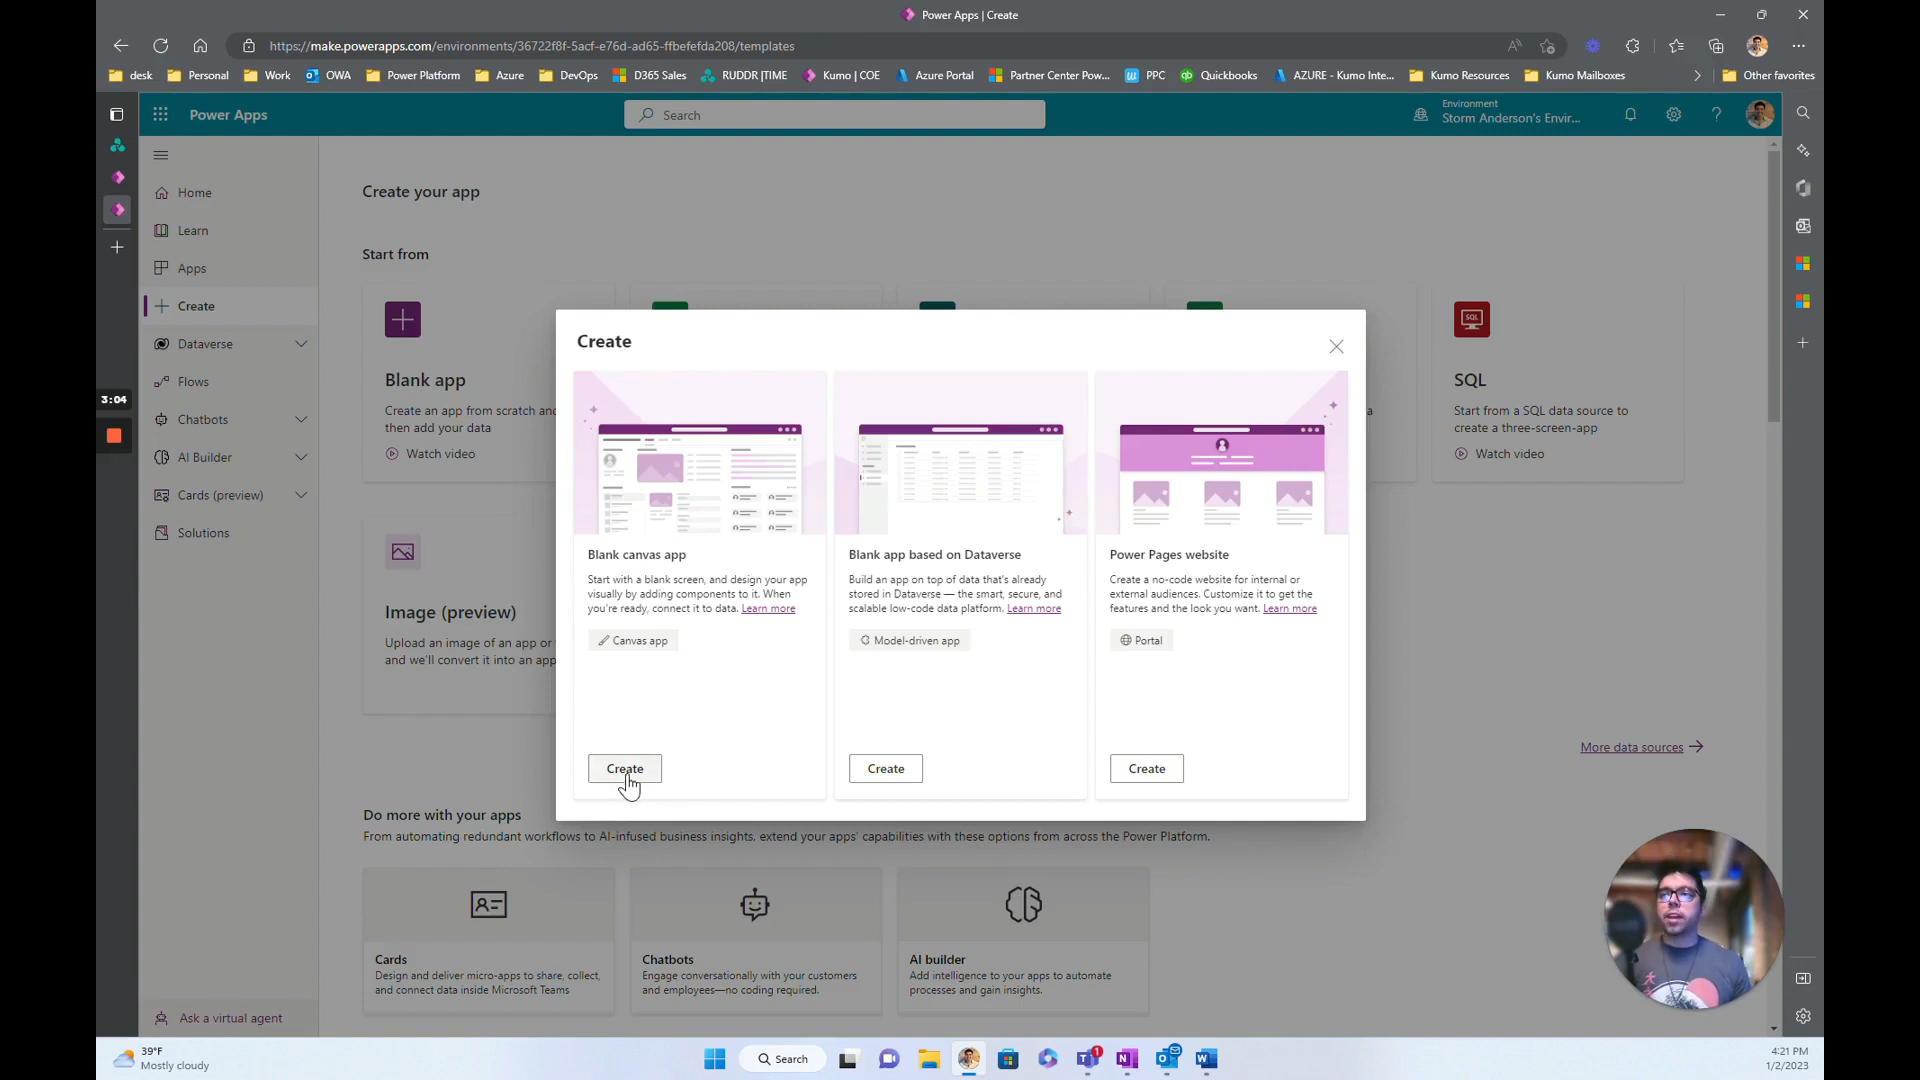 Power Apps | Create
https://make.powerapps.com/environments/36722f8f-5acf-e76d-ad65-ffbefefda208/templates
desk
Personal
Work
OWA
Power Platform
Azure
DevOps
D365 Sales
RUDDR |TIME
Kumo | COE
Azure Portal
Partner Center Pow...
PPC
Quickbooks
AZURE - Kumo Inte...
Kumo Resources
Kumo Mailboxes
Other favorites
Power Apps
Search
Environment
Storm Anderson's Envir...
Home
Learn
Apps
Create
Dataverse
Flows
Chatbots
AI Builder
Cards (preview)
Solutions
Ask a virtual agent
3:04
Create your app
Start from
Blank app
Create an app from scratch and
then add your data
Watch video
SQL
SQL
Start from a SQL data source to
create a three-screen-app
Watch video
Image (preview)
Upload an image of an app or
and we'll convert it into an app
Create
Blank canvas app
Start with a blank screen, and design your app
visually by adding components to it. When
you're ready, connect it to data. Learn more
Canvas app
Create
Blank app based on Dataverse
Build an app on top of data that's already
stored in Dataverse — the smart, secure, and
scalable low-code data platform. Learn more
Model-driven app
Create
Power Pages website
Create a no-code website for internal or
external audiences. Customize it to get the
features and the look you want. Learn more
Portal
Create
More data sources
Do more with your apps
From automating redundant workflows to AI-infused business insights, extend your apps' capabilities with these options from across the Power Platform.
Cards
Design and deliver micro-apps to share, collect,
and connect data inside Microsoft Teams
Chatbots
Engage conversationally with your customers
and employees—no coding required.
AI builder
Add intelligence to your apps to automate
processes and gain insights.
39°F
Mostly cloudy
Search
1
4:21 PM
1/2/2023